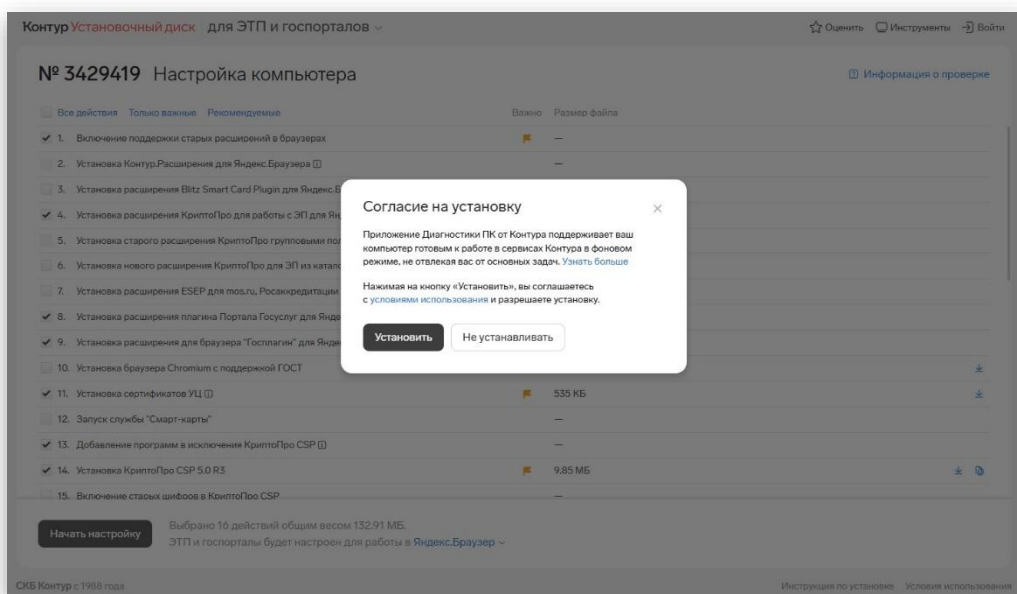 Контур Установочный диск для ЭТП и госпорталов
Оценить Инструменты Войти
№ 3429419 Настройка компьютера
Информация о проверке
Все действия Только важные Рекомендуемые Важно Размер файла
1. Включение поддержки старых расширений в браузерах —
2. Установка Контур.Расширения для Яндекс.Браузера —
3. Установка расширения Blitz Smart Card Plugin для Яндекс.Б
4. Установка расширения КриптоПро для работы с ЭП для Ян
5. Установка старого расширения КриптоПро групповыми пол
6. Установка нового расширения КриптоПро для ЭП из катало
7. Установка расширения ESEP для mos.ru, Росаккредитации
8. Установка расширения плагина Портала Госуслуг для Янде
9. Установка расширения для браузера "Госплагин" для Янде
10. Установка браузера Chromium с поддержкой ГОСТ
11. Установка сертификатов УЦ 535 КБ
12. Запуск службы "Смарт-карты" —
13. Добавление программ в исключения КриптоПро CSP —
14. Установка КриптоПро CSP 5.0 R3 9,85 МБ
15. Включение старых шифров в КриптоПро CSP —
Согласие на установку
Приложение Диагностики ПК от Контура поддерживает ваш
компьютер готовым к работе в сервисах Контура в фоновом
режиме, не отвлекая вас от основных задач. Узнать больше
Нажимая на кнопку «Установить», вы соглашаетесь
с условиями использования и разрешаете установку.
Установить Не устанавливать
Начать настройку
Выбрано 16 действий общим весом 132.91 МБ.
ЭТП и госпорталы будет настроен для работы в Яндекс.Браузер
СКБ Контур с 1988 года
Инструкция по установке Условия использования